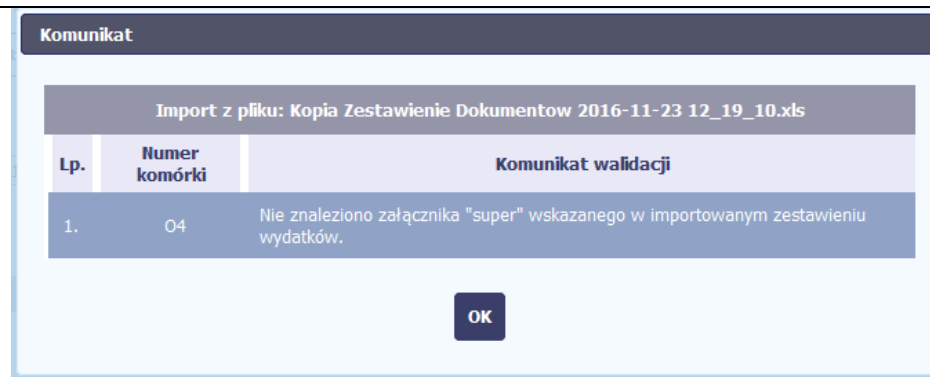 Komunikat
Import z pliku: Kopia Zestawienie Dokumentow 2016-11-23 12_19_10.xls
Lp.
Numer
komórki
Komunikat walidacji
1.
O4
Nie znaleziono załącznika "super" wskazanego w importowanym zestawieniu
wydatków.
OK